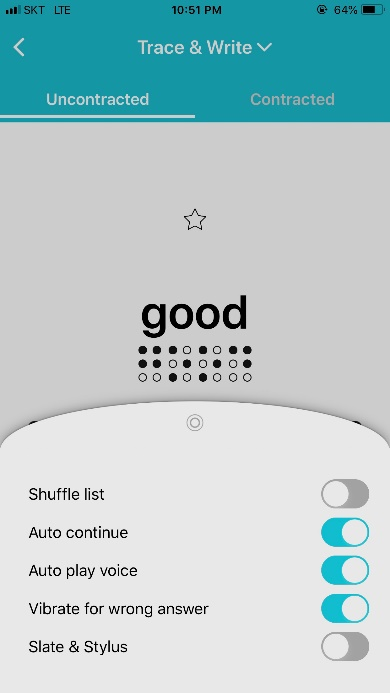 SKT LTE 10:51 PM 64%
Trace & Write
Uncontracted Contracted
good
Shuffle list
Auto continue
Auto play voice
Vibrate for wrong answer
Slate & Stylus